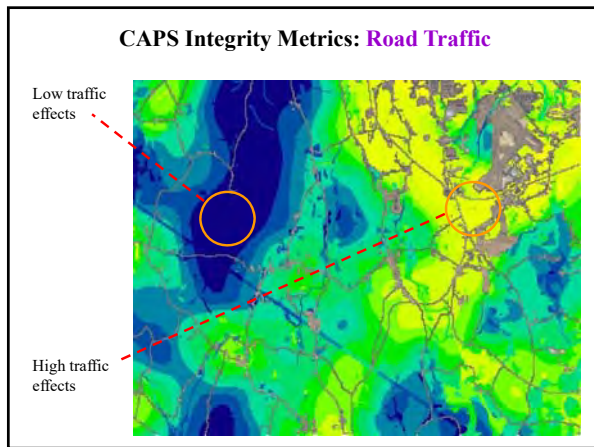 CAPS Integrity Metrics: Road Traffic
Low traffic
effects
High traffic
effects